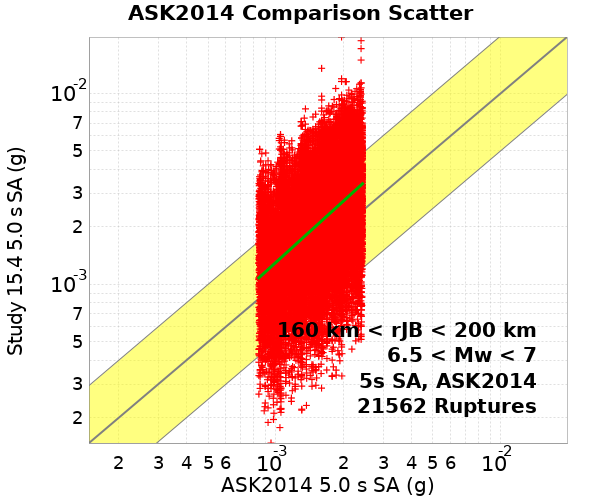 ASK2014 Comparison Scatter
Study 15.4 5.0 s SA (g)
10-2
7
5
3
2
10-3
7
5
3
2
160 km < rJB < 200 km
6.5 < Mw < 7
5s SA, ASK2014
21562 Ruptures
2 3 4 5 6 10-3 2 3 4 5 6 10-2
ASK2014 5.0 s SA (g)